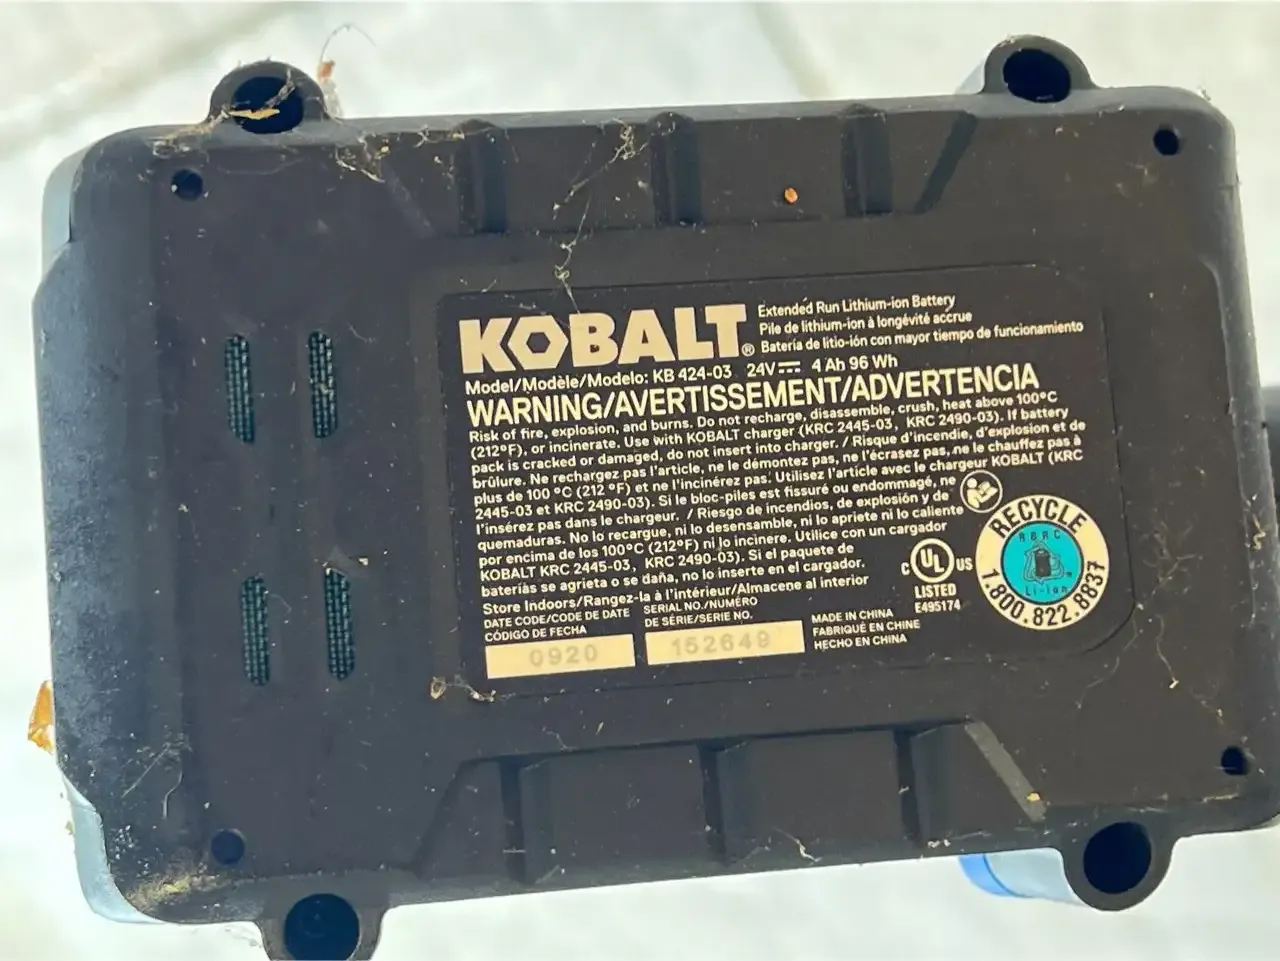 KOBALT®
Extended Run Lithium-ion Battery
Pile de lithium-ion à longévité accrue
Batería de litio-ión con mayor tiempo de funcionamiento
Model/Modèle/Modelo: KB 424-03 24V⎓ 4 Ah 96 Wh
WARNING/AVERTISSEMENT/ADVERTENCIA
Risk of fire, explosion, and burns. Do not recharge, disassemble, crush, heat above 100°C
(212°F), or incinerate. Use with KOBALT charger (KRC 2445-03, KRC 2490-03). If battery
pack is cracked or damaged, do not insert into charger. / Risque d'incendie, d'explosion et de
brûlure. Ne rechargez pas l'article, ne le démontez pas, ne l'écrasez pas, ne le chauffez pas à
plus de 100 °C (212 °F) et ne l'incinérez pas. Utilisez l'article avec le chargeur KOBALT (KRC
2445-03 et KRC 2490-03). Si le bloc-piles est fissuré ou endommagé, ne
l'insérez pas dans le chargeur. / Riesgo de incendios, de explosión y de
quemaduras. No lo recargue, ni lo desensamble, ni lo apriete ni lo caliente
por encima de los 100°C (212°F) ni lo incinere. Utilice con un cargador
KOBALT KRC 2445-03, KRC 2490-03). Si el paquete de
baterías se agrieta o se daña, no lo inserte en el cargador.
Store Indoors/Rangez-la à l'intérieur/Almacene al interior
DATE CODE/CODE DE DATE
CÓDIGO DE FECHA
0920
SERIAL NO./NUMÉRO
DE SÉRIE/SERIE NO.
152649
MADE IN CHINA
FABRIQUÉ EN CHINE
HECHO EN CHINA
C UL US
LISTED
E495174
RECYCLE
RBRC
Li-ion
1.800.822.8837